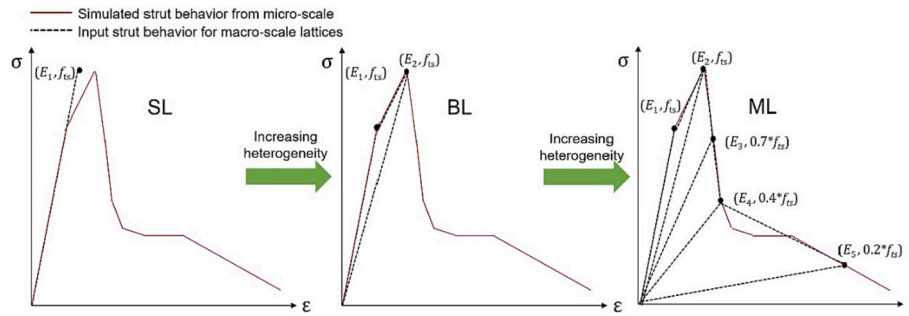 Simulated strut behavior from micro-scale
Input strut behavior for macro-scale lattices
σ
(E₁, fₜₛ)
SL
ε
Increasing
heterogeneity
σ
(E₁, fₜₛ)
(E₂, fₜₛ)
BL
ε
Increasing
heterogeneity
σ
(E₂, fₜₛ)
(E₁, fₜₛ)
ML
(E₃, 0.7*fₜₛ)
(E₄, 0.4*fₜₛ)
(E₅, 0.2*fₜₛ)
ε